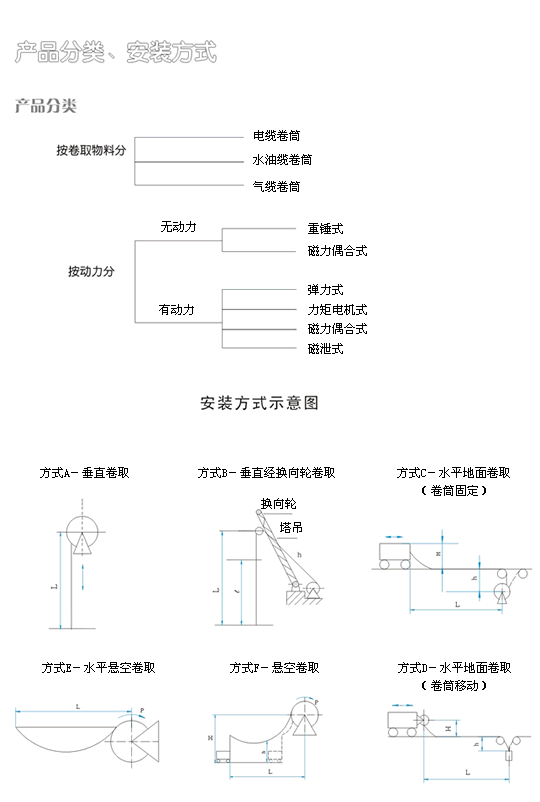 产品分类、安装方式
产品分类
按卷取物料分
电缆卷筒
水油缆卷筒
气缆卷筒
按动力分
无动力
重锤式
磁力偶合式
有动力
弹力式
力矩电机式
磁力偶合式
磁泄式
安装方式示意图
方式A-垂直卷取
L
方式B-垂直经换向轮卷取
换向轮
塔吊
h
L
ℓ
方式C-水平地面卷取
(卷筒固定)
H
h
L
方式E-水平悬空卷取
L
P
方式F-悬空卷取
P
H
h
L
方式D-水平地面卷取
(卷筒移动)
H
h
L